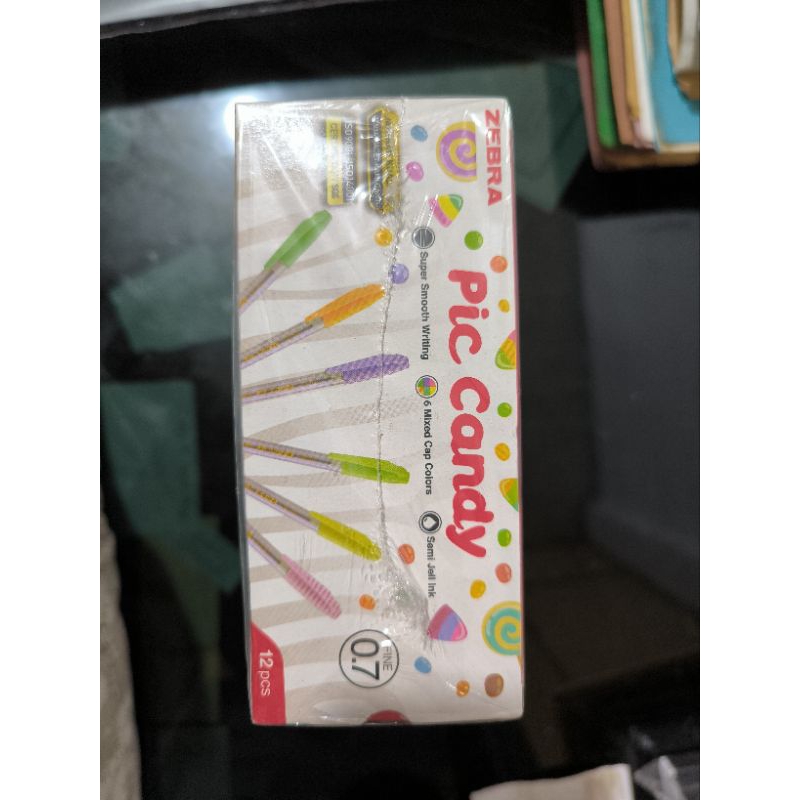 ZEBRA
Pic Candy
Super Smooth Writing
6 Mixed Cap Colors
Semi Jell Ink
FINE
0.7
12 pcs